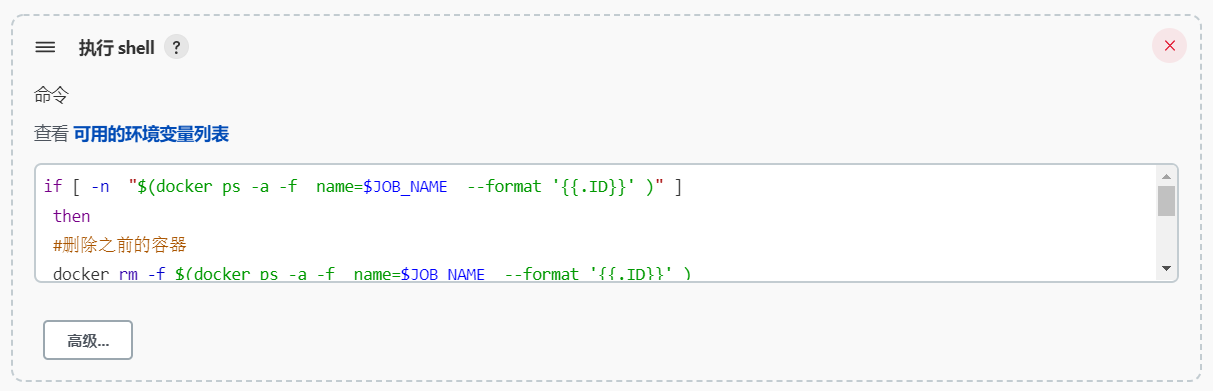 执行 shell ?
命令
查看 可用的环境变量列表
if [ -n  "$(docker ps -a -f  name=$JOB_NAME  --format '{{.ID}}' )" ]
 then
 #删除之前的容器
 docker rm -f $(docker ps -a -f  name=$JOB_NAME  --format '{{.ID}}' )
高级...